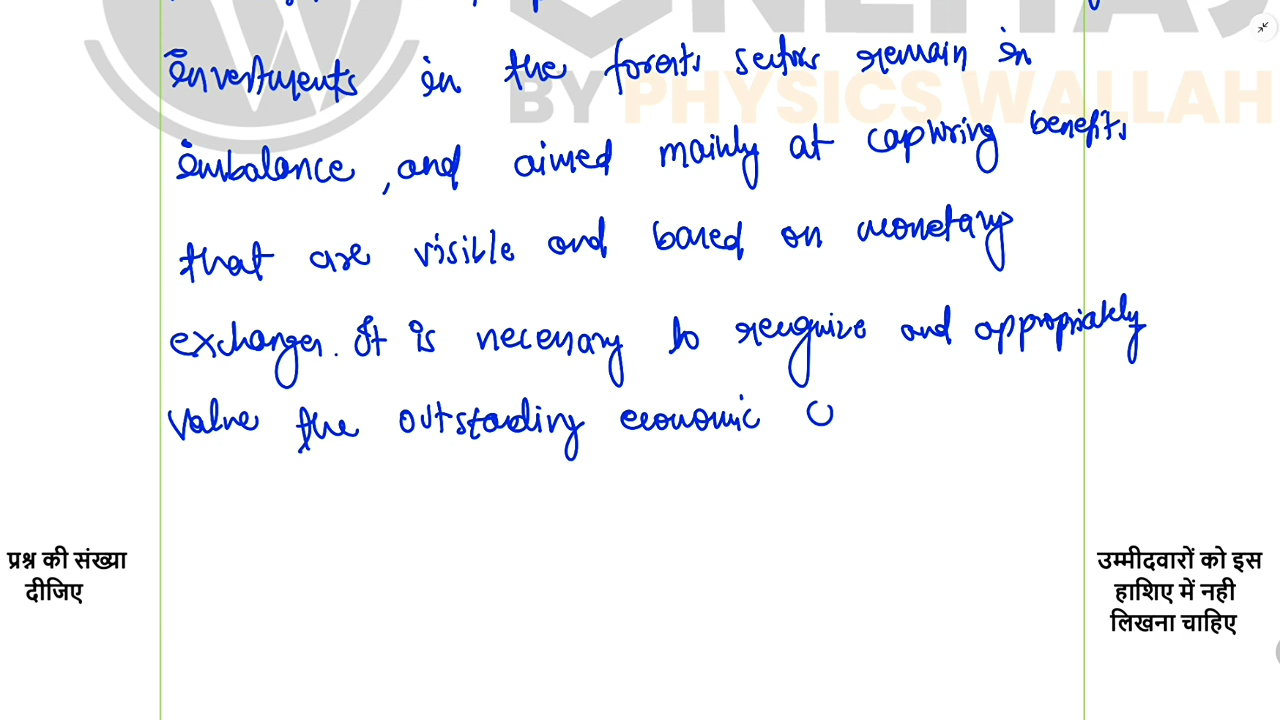 investments in the forests sectors remain in
BY PHYSICS WALLAH
imbalance, and aimed mainly at capturing benefits
that are visible and based on monetary
exchanges. It is necessary to recognize and appropriately
value the outstanding economic
प्रश्न की संख्या
दीजिए
उम्मीदवारों को इस
हाशिए में नही
लिखना चाहिए